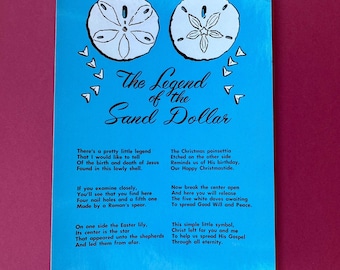 The Legend
of the
Sand Dollar
There's a pretty little legend
That I would like to tell
Of the birth and death of Jesus
Found in this lowly shell.
If you examine closely,
You'll see that you find here
Four nail holes and a fifth one
Made by a Roman's spear.
On one side the Easter lily,
Its center is the star
That appeared unto the shepherds
And led them from afar.
The Christmas poinsettia
Etched on the other side
Reminds us of His birthday,
Our Happy Christmastide.
Now break the center open
And here you will release
The five white doves awaiting
To spread Good Will and Peace.
This simple little symbol,
Christ left for you and me
To help us spread His Gospel
Through all eternity.